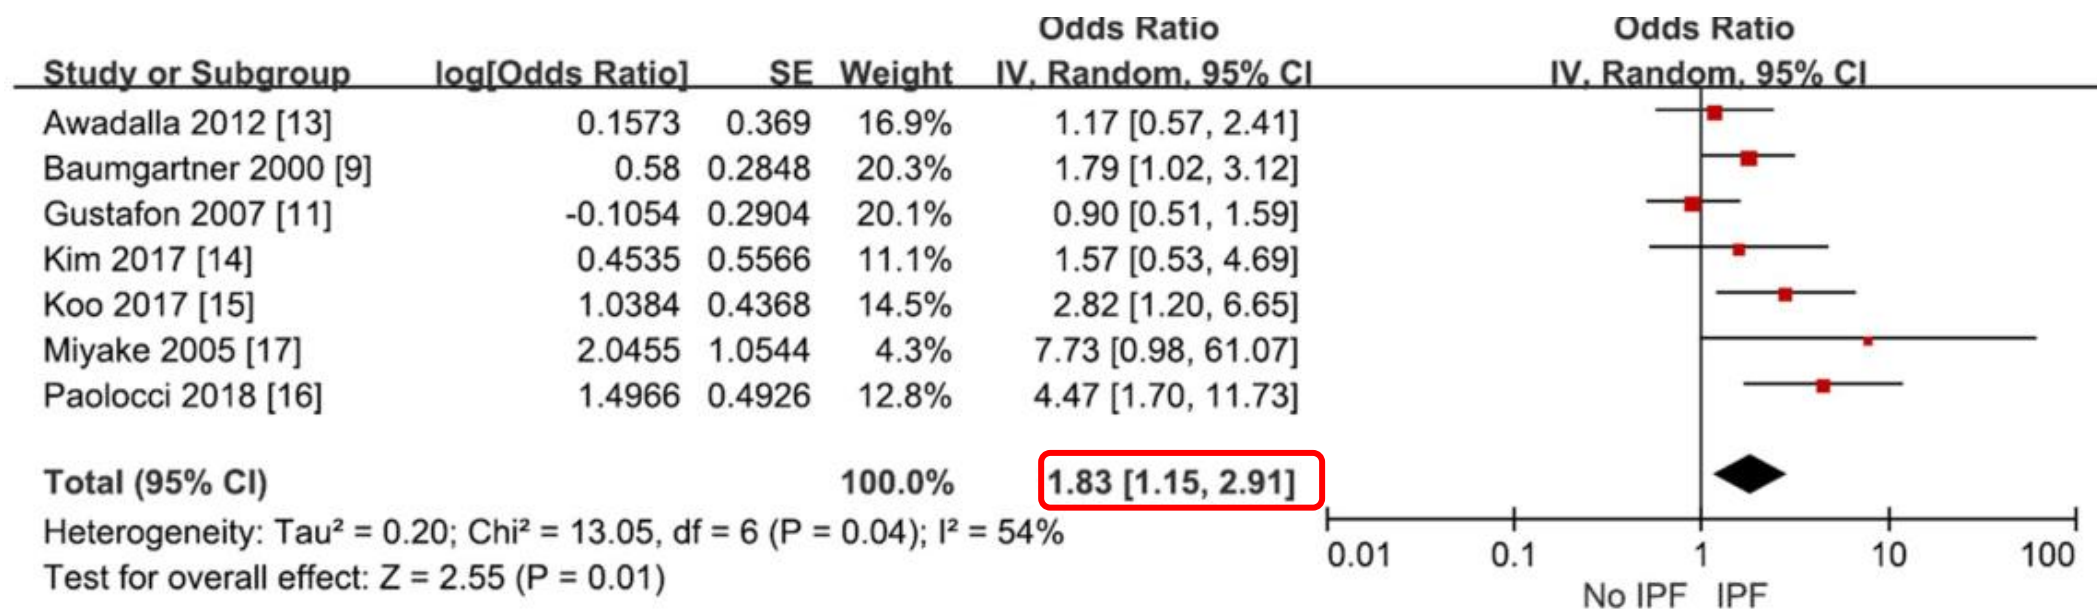 Odds Ratio Odds Ratio
Study or Subgroup log[Odds Ratio] SE Weight IV, Random, 95% CI IV, Random, 95% CI
Awadalla 2012 [13] 0.1573 0.369 16.9% 1.17 [0.57, 2.41]
Baumgartner 2000 [9] 0.58 0.2848 20.3% 1.79 [1.02, 3.12]
Gustafon 2007 [11] -0.1054 0.2904 20.1% 0.90 [0.51, 1.59]
Kim 2017 [14] 0.4535 0.5566 11.1% 1.57 [0.53, 4.69]
Koo 2017 [15] 1.0384 0.4368 14.5% 2.82 [1.20, 6.65]
Miyake 2005 [17] 2.0455 1.0544 4.3% 7.73 [0.98, 61.07]
Paolocci 2018 [16] 1.4966 0.4926 12.8% 4.47 [1.70, 11.73]
Total (95% CI) 100.0% 1.83 [1.15, 2.91]
Heterogeneity: Tau² = 0.20; Chi² = 13.05, df = 6 (P = 0.04); I² = 54%
Test for overall effect: Z = 2.55 (P = 0.01)
0.01 0.1 1 10 100
No IPF IPF